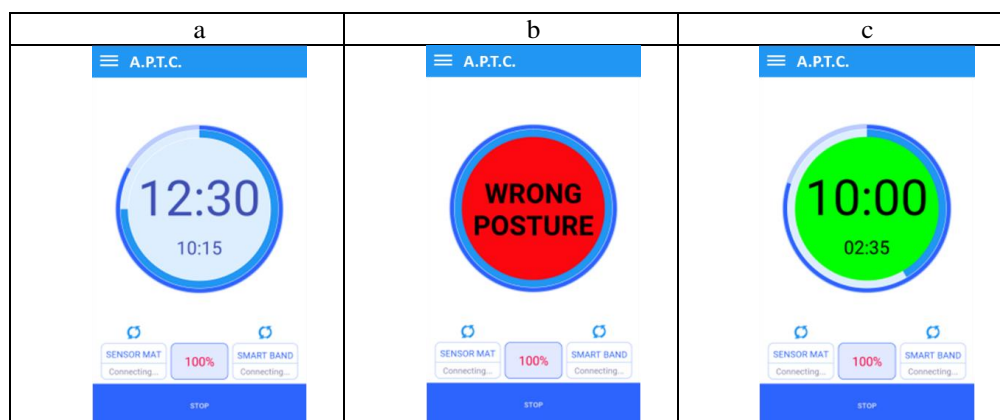 a
b
c
A.P.T.C.
12:30
10:15
SENSOR MAT
Connecting...
100%
SMART BAND
Connecting...
STOP
A.P.T.C.
WRONG
POSTURE
SENSOR MAT
Connecting...
100%
SMART BAND
Connecting...
STOP
A.P.T.C.
10:00
02:35
SENSOR MAT
Connecting...
100%
SMART BAND
Connecting...
STOP